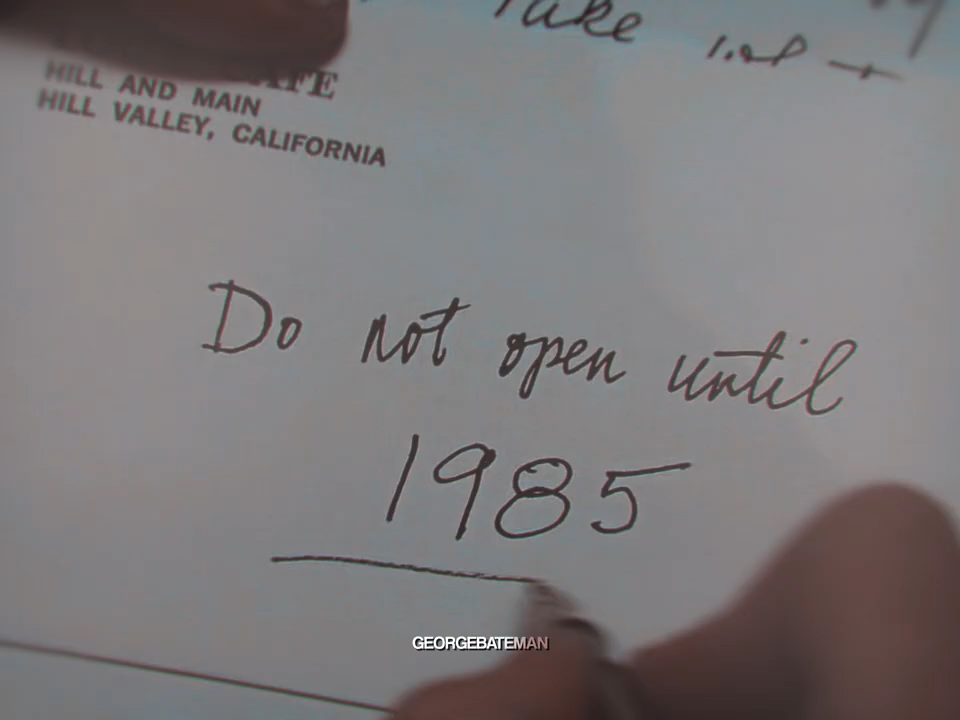 Take
HILL AND MAIN
HILL VALLEY, CALIFORNIA
Do not open until
1985
GEORGEBATEMAN